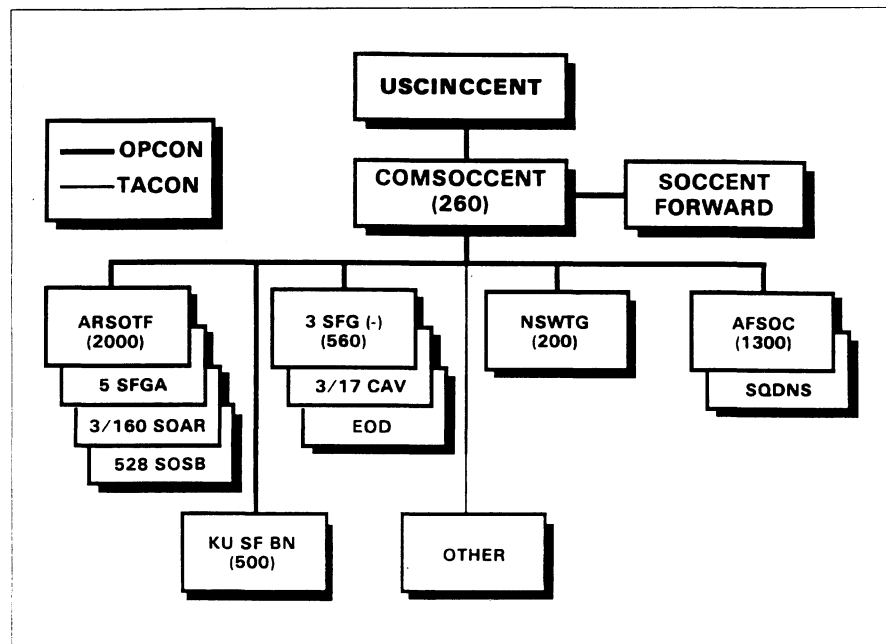 USCINCCENT
OPCON
TACON
COMSOCCENT
(260)
SOCCENT
FORWARD
ARSOTF
(2000)
5 SFGA
3/160 SOAR
528 SOSB
3 SFG (-)
(560)
3/17 CAV
EOD
NSWTG
(200)
AFSOC
(1300)
SQDNS
KU SF BN
(500)
OTHER